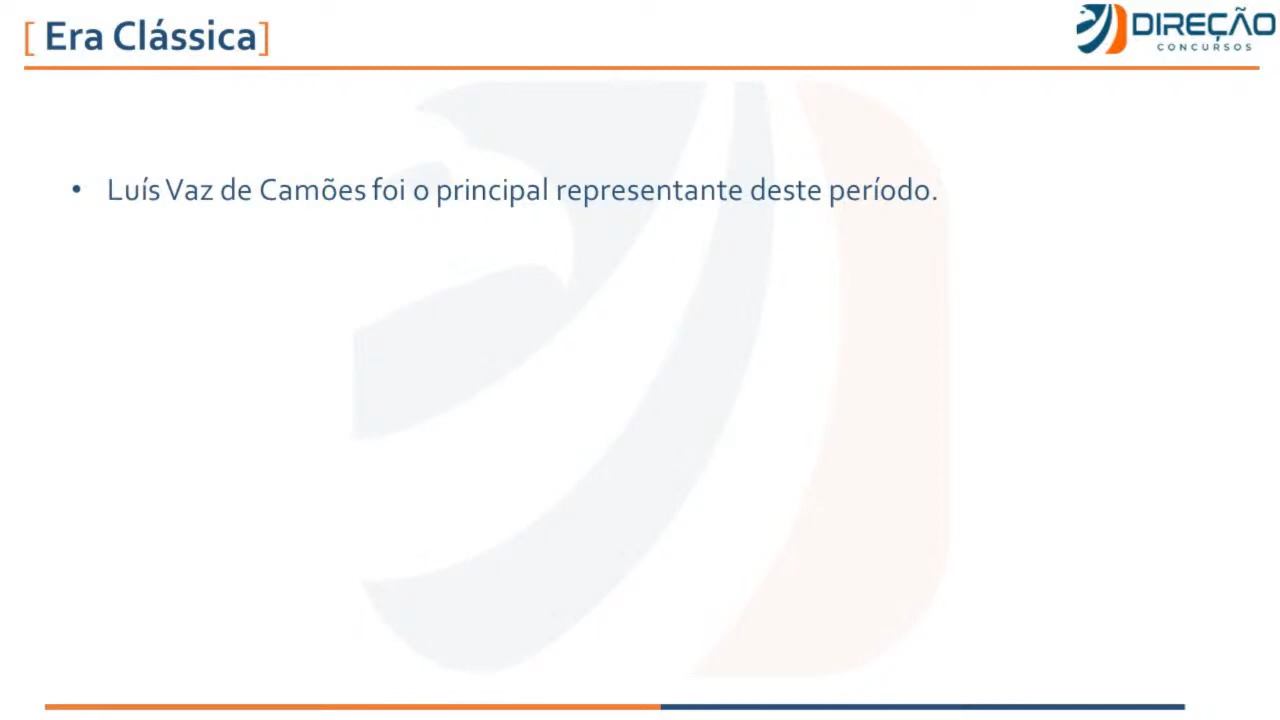 [ Era Clássica]
DIREÇÃO
CONCURSOS
• Luís Vaz de Camões foi o principal representante deste período.